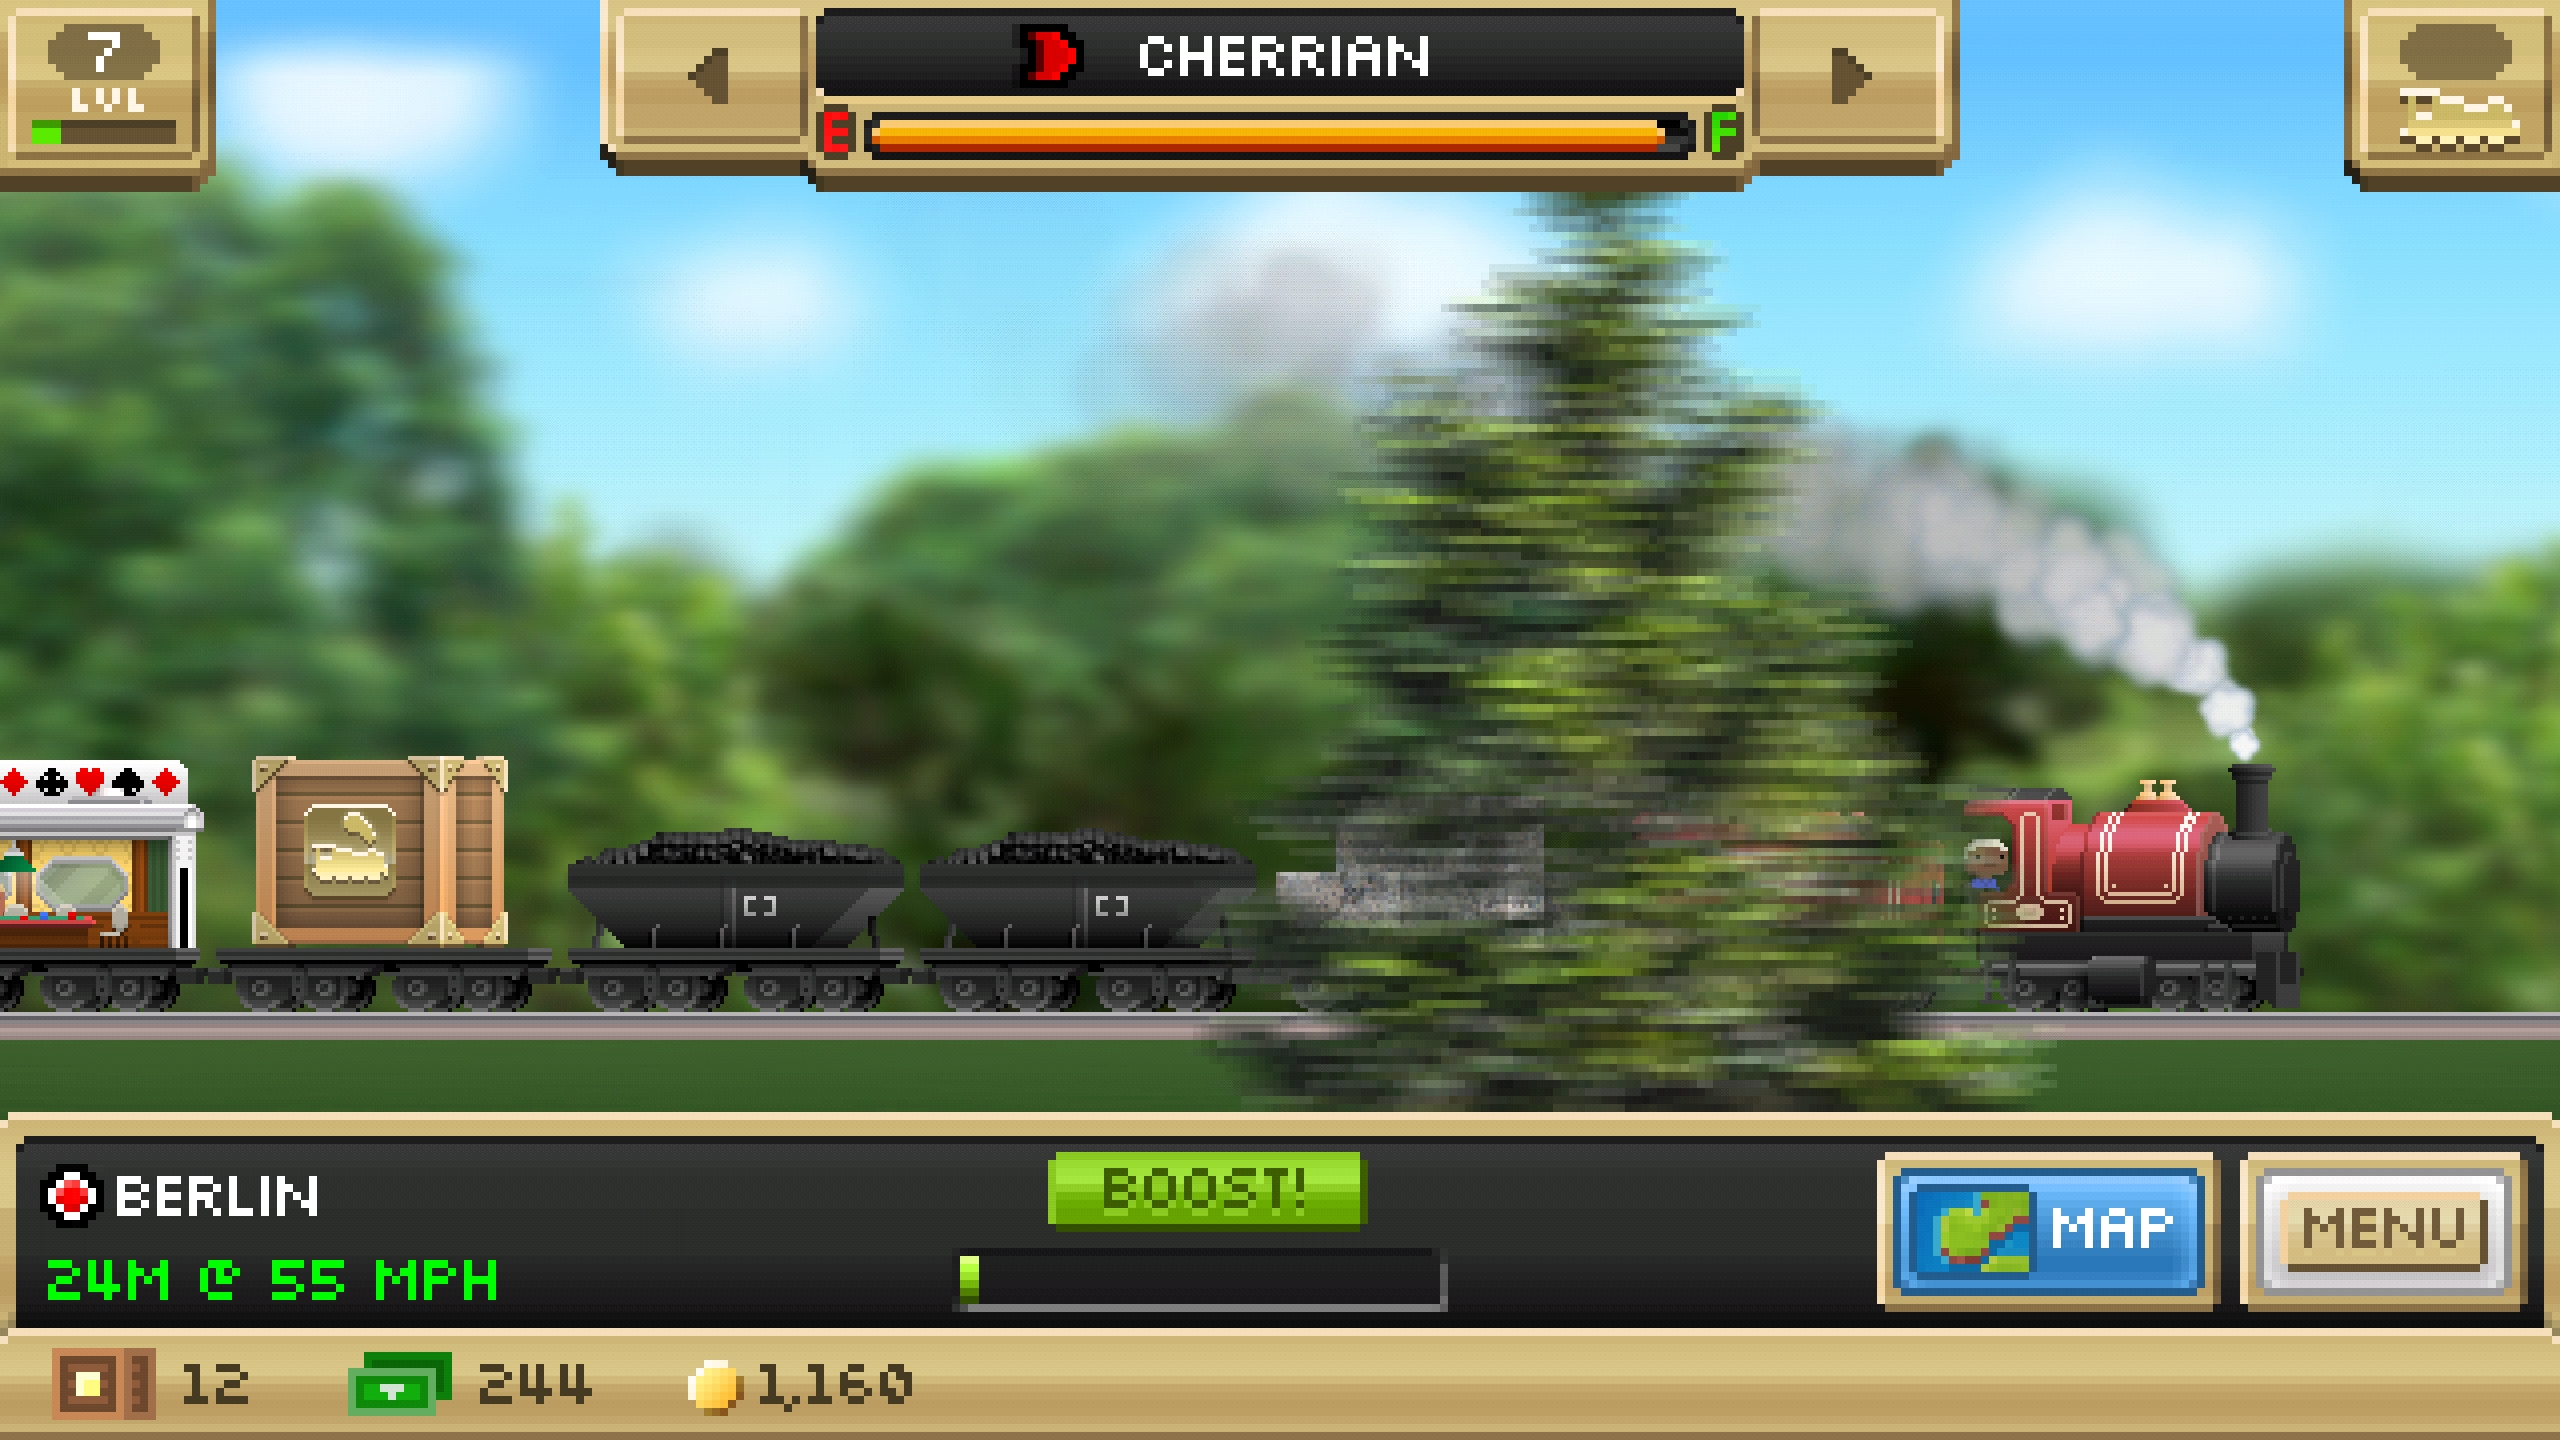 7
LVL
CHERRIAN
E F
BERLIN
24M @ 55 MPH
BOOST!
MAP
MENU
12
244
1,160